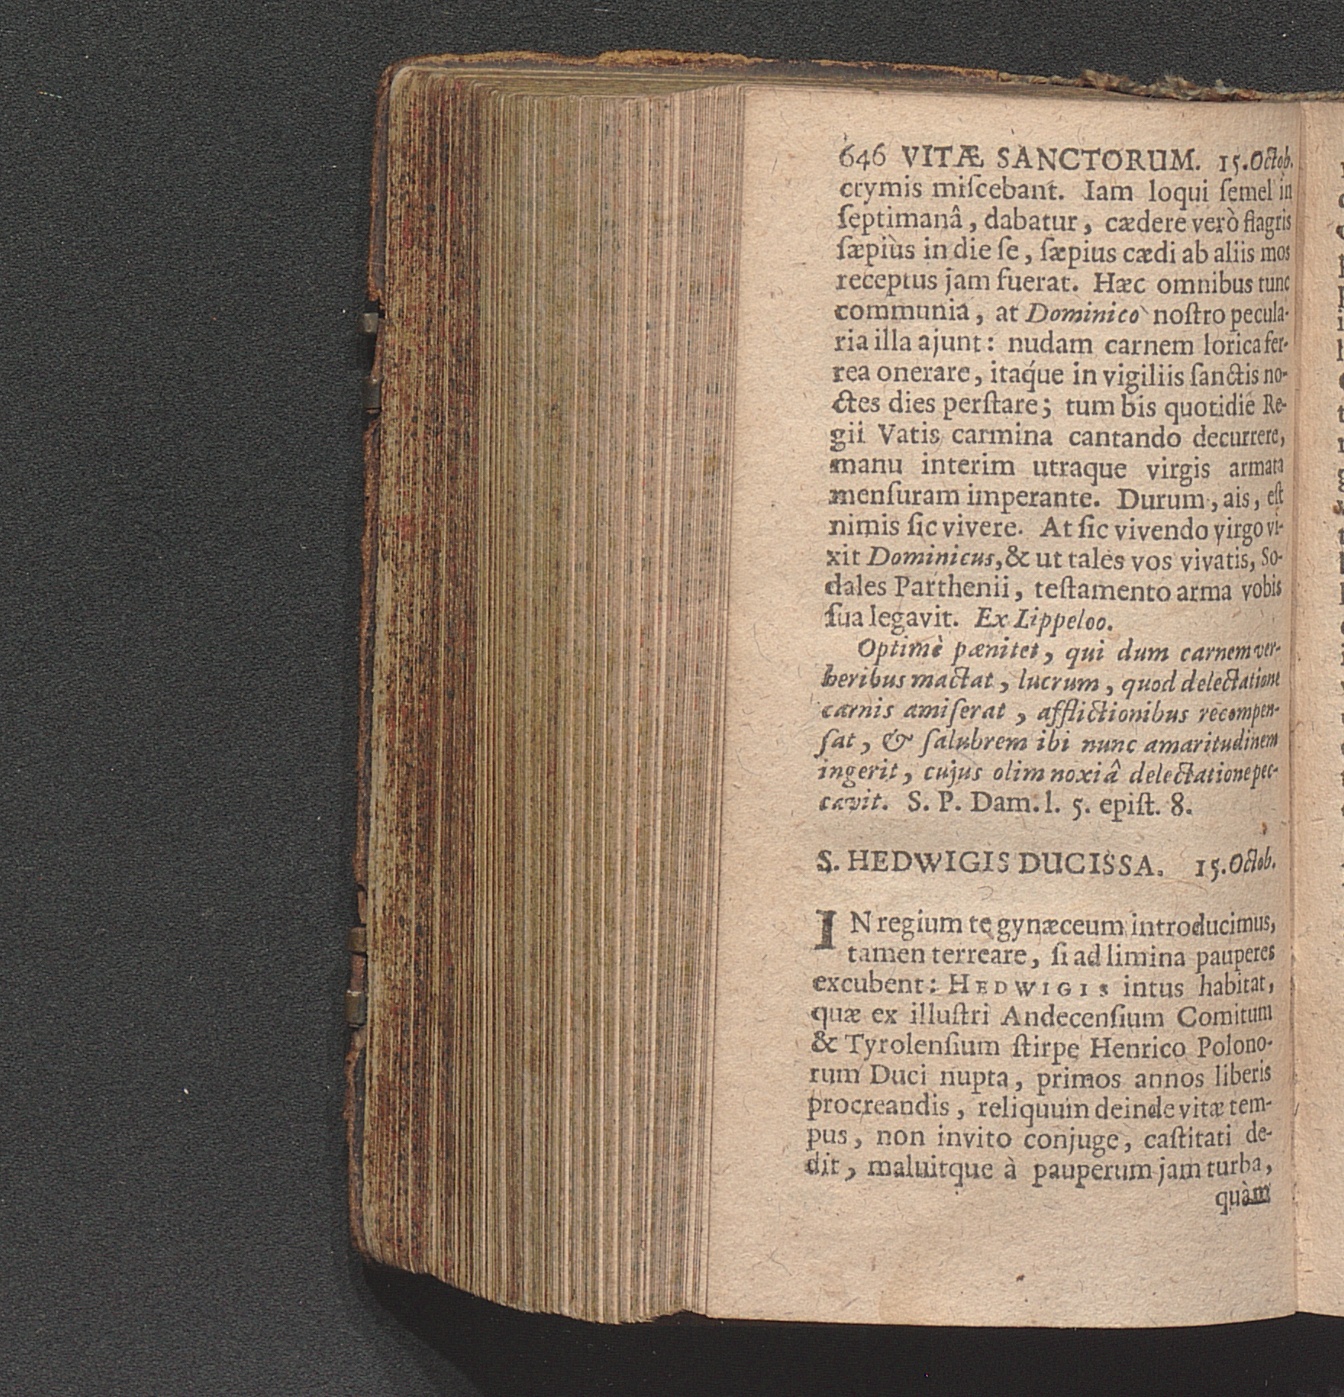 646 VITÆ SANCTORUM. 15. Octob.
crymis miſcebant. Iam loqui ſemel in
ſeptimanâ, dabatur, cædere verò flagris
ſæpiùs in die ſe, ſæpius cædi ab aliis mos
receptus jam fuerat. Hæc omnibus tunc
communia, at Dominico noſtro pecula-
ria illa ajunt: nudam carnem lorica fer-
rea onerare, itaque in vigiliis ſanctis no-
ctes dies perſtare; tum bis quotidie Re-
gii Vatis carmina cantando decurrere,
manu interim utraque virgis armata
menſuram imperante. Durum, ais, eſt
nimis ſic vivere. At ſic vivendo virgo vi-
xit Dominicus, & ut tales vos vivatis, So-
dales Parthenii, teſtamento arma vobis
ſua legavit. Ex Lippeloo.
Optimè pænitet, qui dum carnem ver-
beribus mactat, lucrum, quod delectatione
carnis amiſerat, afflictionibus recompen-
ſat, & ſalubrem ibi nunc amaritudinem
ingerit, cujus olim noxiâ delectatione pec-
cavit. S. P. Dam. l. 5. epiſt. 8.
S. HEDWIGIS DUCISSA. 15. Octob.
IN regium te gynæceum introducimus,
tamen terreare, ſi ad limina pauperes
excubent: HEDWIGIS intus habitat,
quæ ex illuſtri Andecenſium Comitum
& Tyrolenſium ſtirpe Henrico Polono-
rum Duci nupta, primos annos liberis
procreandis, reliquum deinde vitæ tem-
pus, non invito conjuge, caſtitati de-
dit, maluitque à pauperum jam turba,
quàm